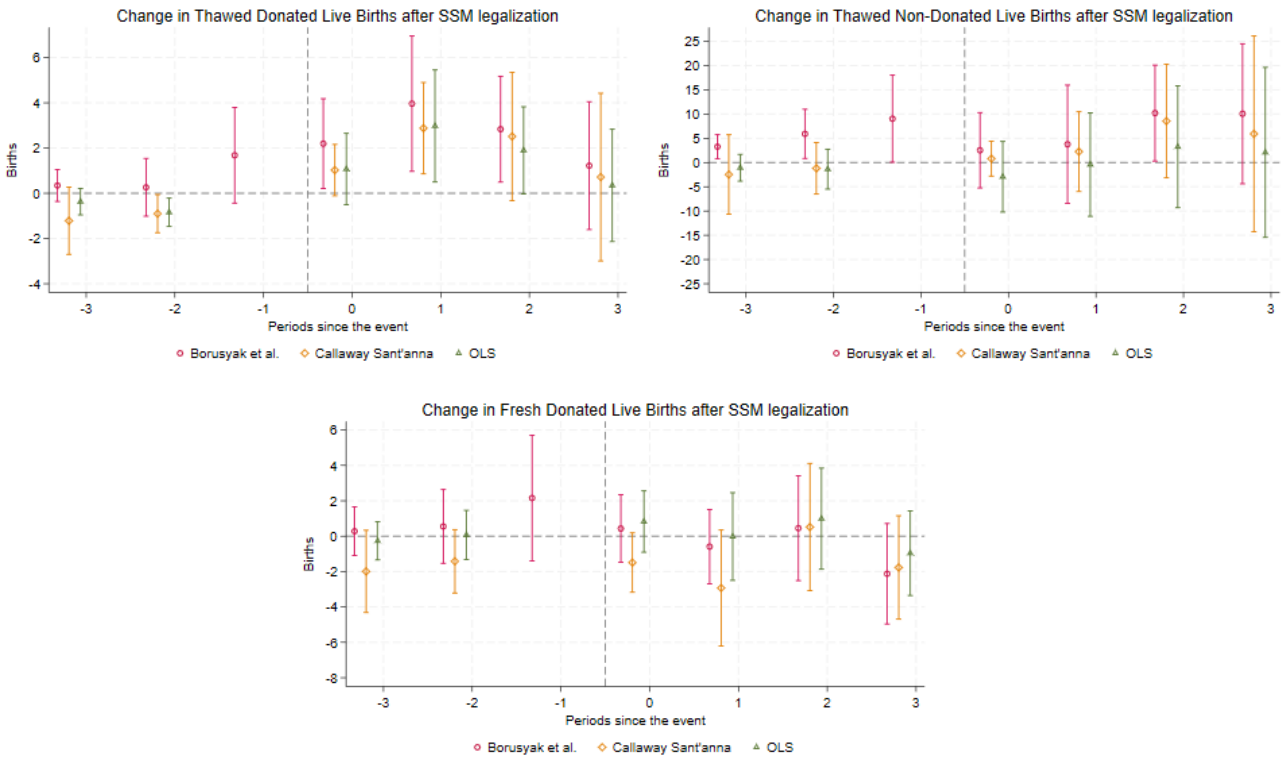 Change in Thawed Donated Live Births after SSM legalization
6
4
2
0
-2
-4
Births
-3 -2 -1 0 1 2 3
Periods since the event
Borusyak et al. Callaway Sant'anna OLS
Change in Thawed Non-Donated Live Births after SSM legalization
25
20
15
10
5
0
-5
-10
-15
-20
-25
Births
-3 -2 -1 0 1 2 3
Periods since the event
Borusyak et al. Callaway Sant'anna OLS
Change in Fresh Donated Live Births after SSM legalization
6
4
2
0
-2
-4
-6
-8
Births
-3 -2 -1 0 1 2 3
Periods since the event
Borusyak et al. Callaway Sant'anna OLS